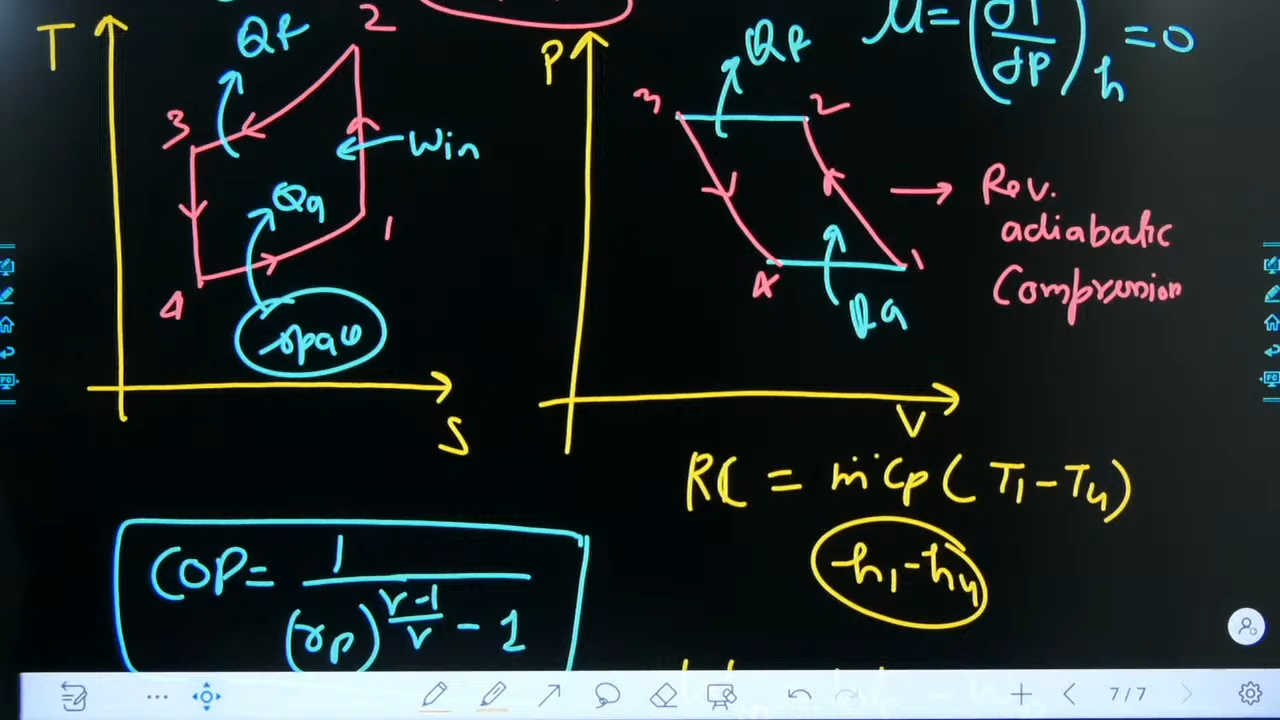 T
QR
2
3
Win
Qa
1
4
space
S
P
QR
3
2
4
1
Qa
V
μ = (∂T/∂P)h = 0
→ Rev.
adiabatic
Compression
RC = ṁ Cp (T1 - T4)
h1 - h4
COP = 1 / ((rp)^((γ-1)/γ) - 1)
7/7